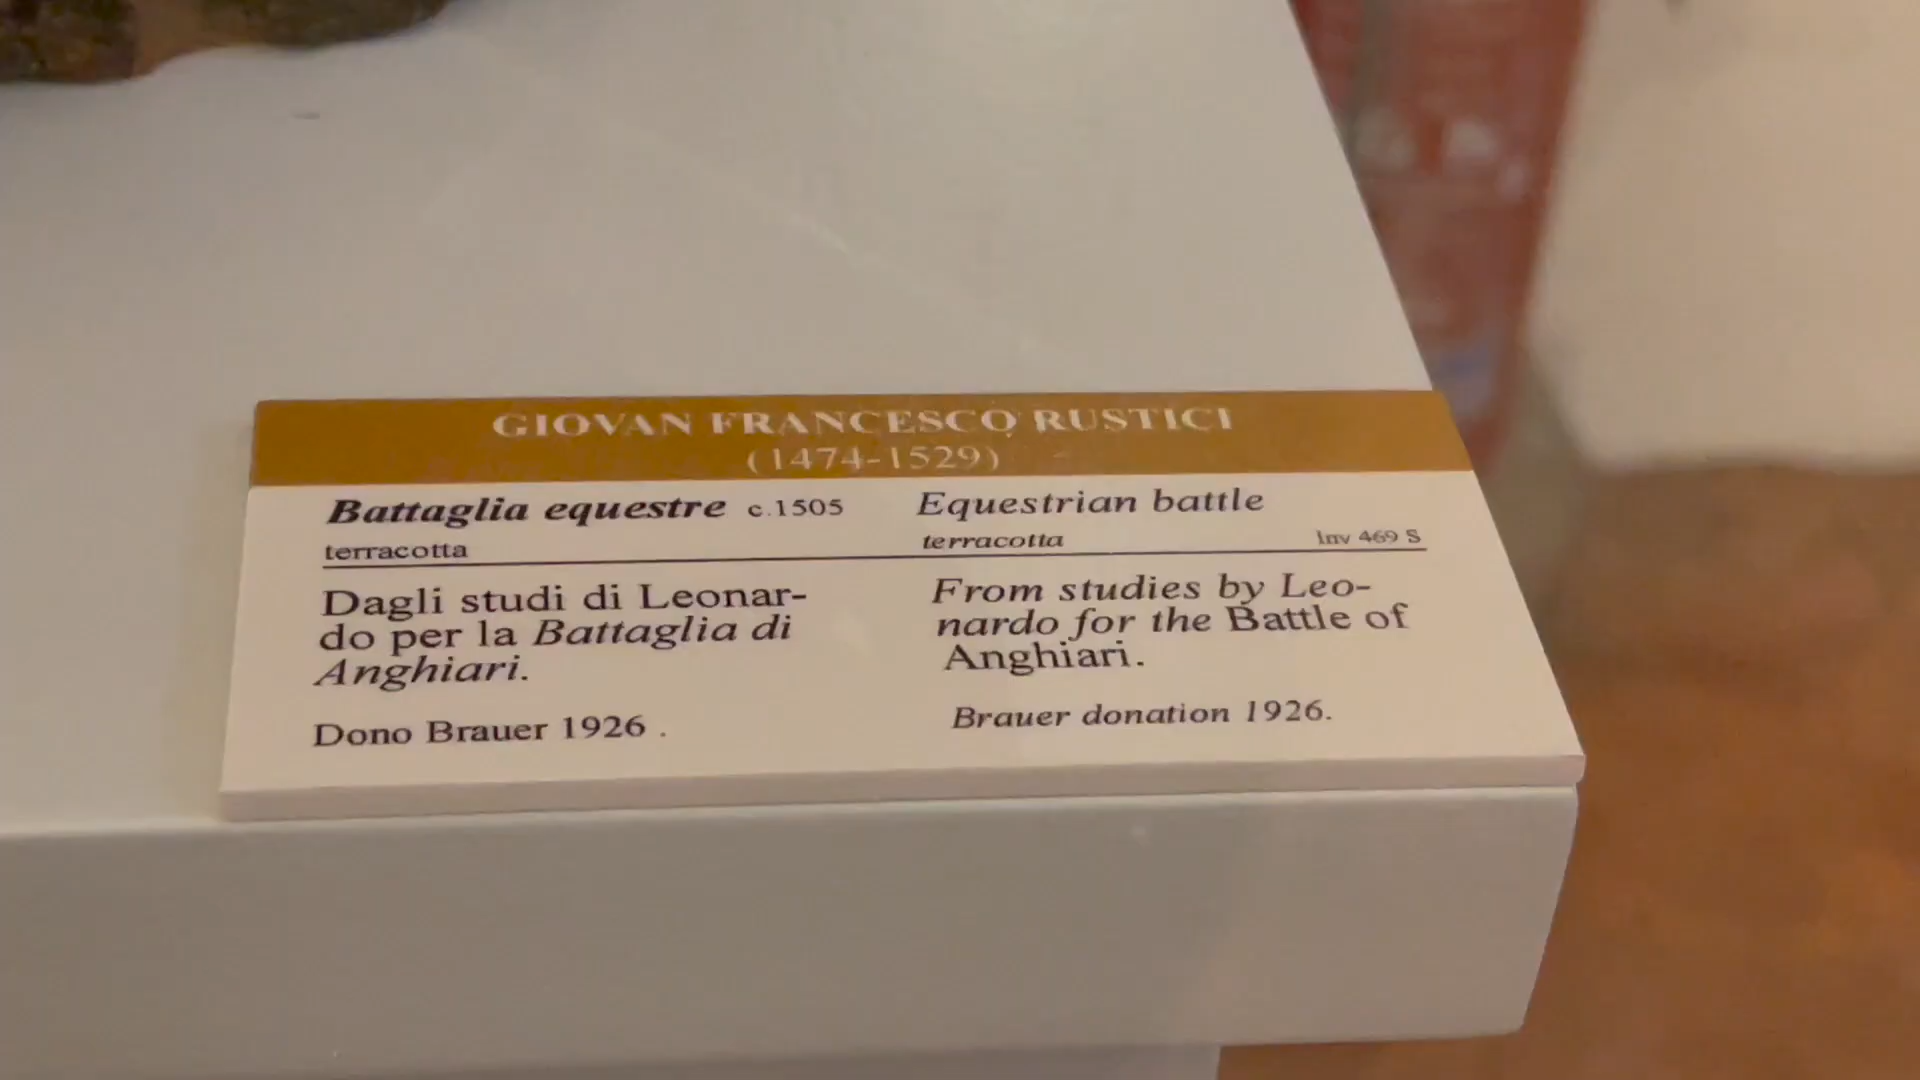 GIOVAN FRANCESCO RUSTICI
(1474-1529)
Battaglia equestre c.1505
terracotta
Dagli studi di Leonar-
do per la Battaglia di
Anghiari.
Dono Brauer 1926 .
Equestrian battle
terracotta Inv 469 S
From studies by Leo-
nardo for the Battle of
Anghiari.
Brauer donation 1926.